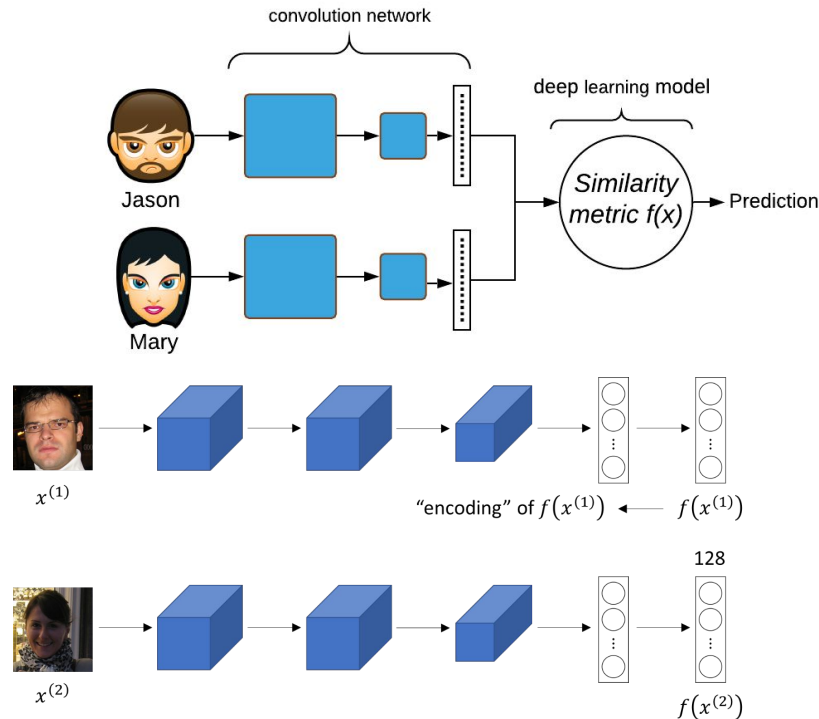 convolution network
deep learning model
Jason
Similarity
metric f(x)
Prediction
Mary
x^(1)
"encoding" of f(x^(1))
f(x^(1))
128
x^(2)
f(x^(2))